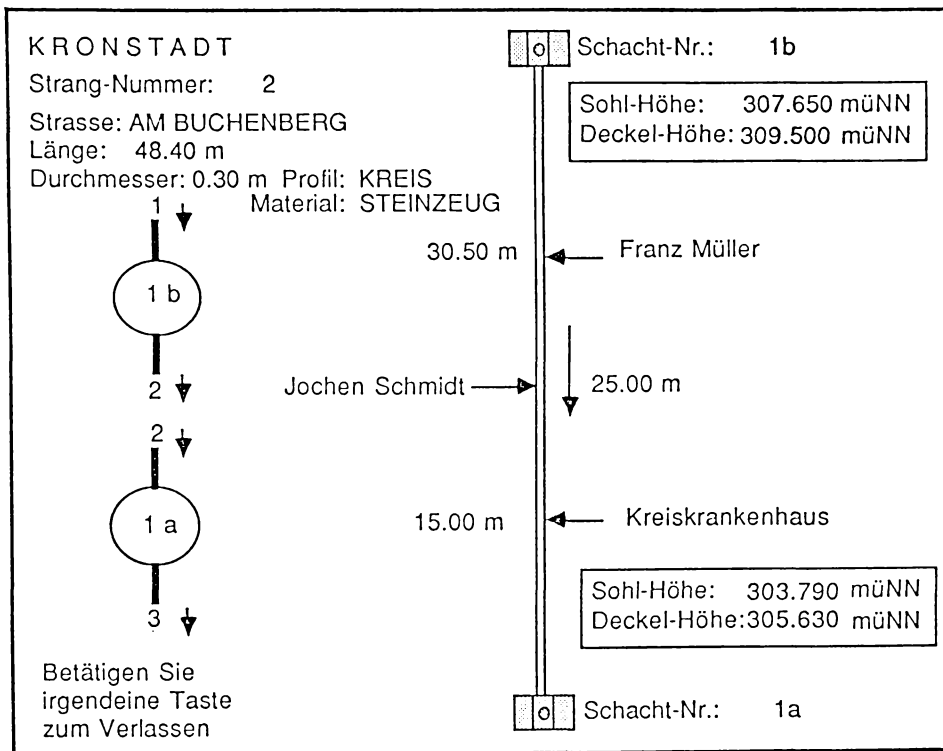 KRONSTADT
Strang-Nummer: 2
Strasse: AM BUCHENBERG
Länge: 48.40 m
Durchmesser: 0.30 m Profil: KREIS
Material: STEINZEUG
1
1 b
2
2
1 a
3
Betätigen Sie
irgendeine Taste
zum Verlassen
Schacht-Nr.: 1b
Sohl-Höhe: 307.650 müNN
Deckel-Höhe: 309.500 müNN
30.50 m
Franz Müller
Jochen Schmidt
25.00 m
15.00 m
Kreiskrankenhaus
Sohl-Höhe: 303.790 müNN
Deckel-Höhe: 305.630 müNN
Schacht-Nr.: 1a